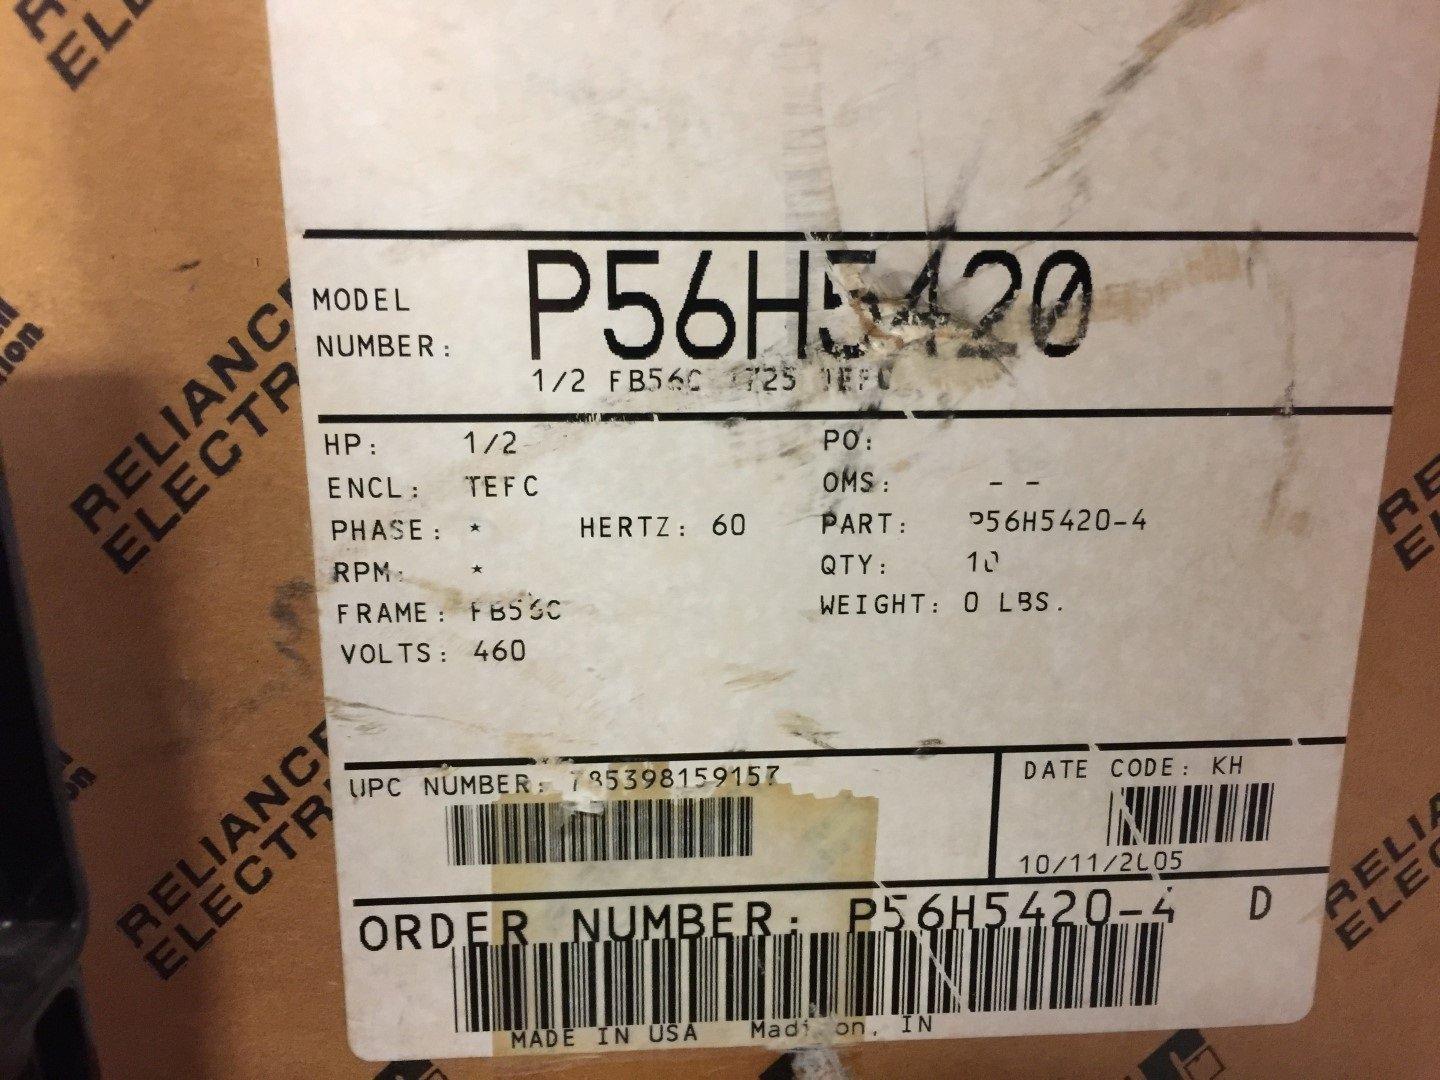 MODEL
NUMBER: P56H5420
1/2 FB56C 1725 TEFC
HP: 1/2
ENCL: TEFC
PHASE: * HERTZ: 60
RPM: *
FRAME: FB56C
VOLTS: 460
PO:
OMS: - -
PART: P56H5420-4
QTY: 10
WEIGHT: 0 LBS.
UPC NUMBER: 785398159157
DATE CODE: KH
10/11/2005
ORDER NUMBER: P56H5420-4 D
MADE IN USA Madison, IN
RELIANCE
ELECTRIC
RELIANCE
ELECTRIC